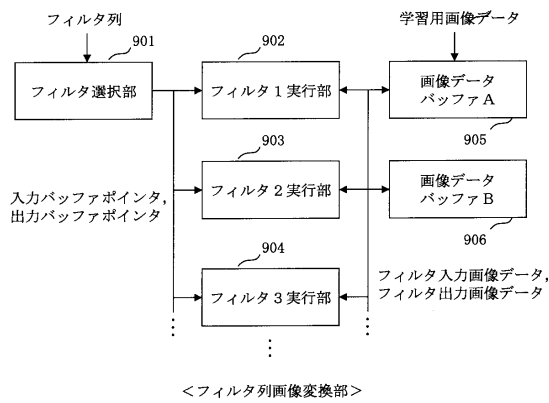 フィルタ列
901
フィルタ選択部
902
フィルタ1実行部
学習用画像データ
画像データ
バッファA
905
903
フィルタ2実行部
画像データ
バッファB
906
入力バッファポインタ,
出力バッファポインタ
904
フィルタ3実行部
フィルタ入力画像データ,
フィルタ出力画像データ,
<フィルタ列画像変換部>